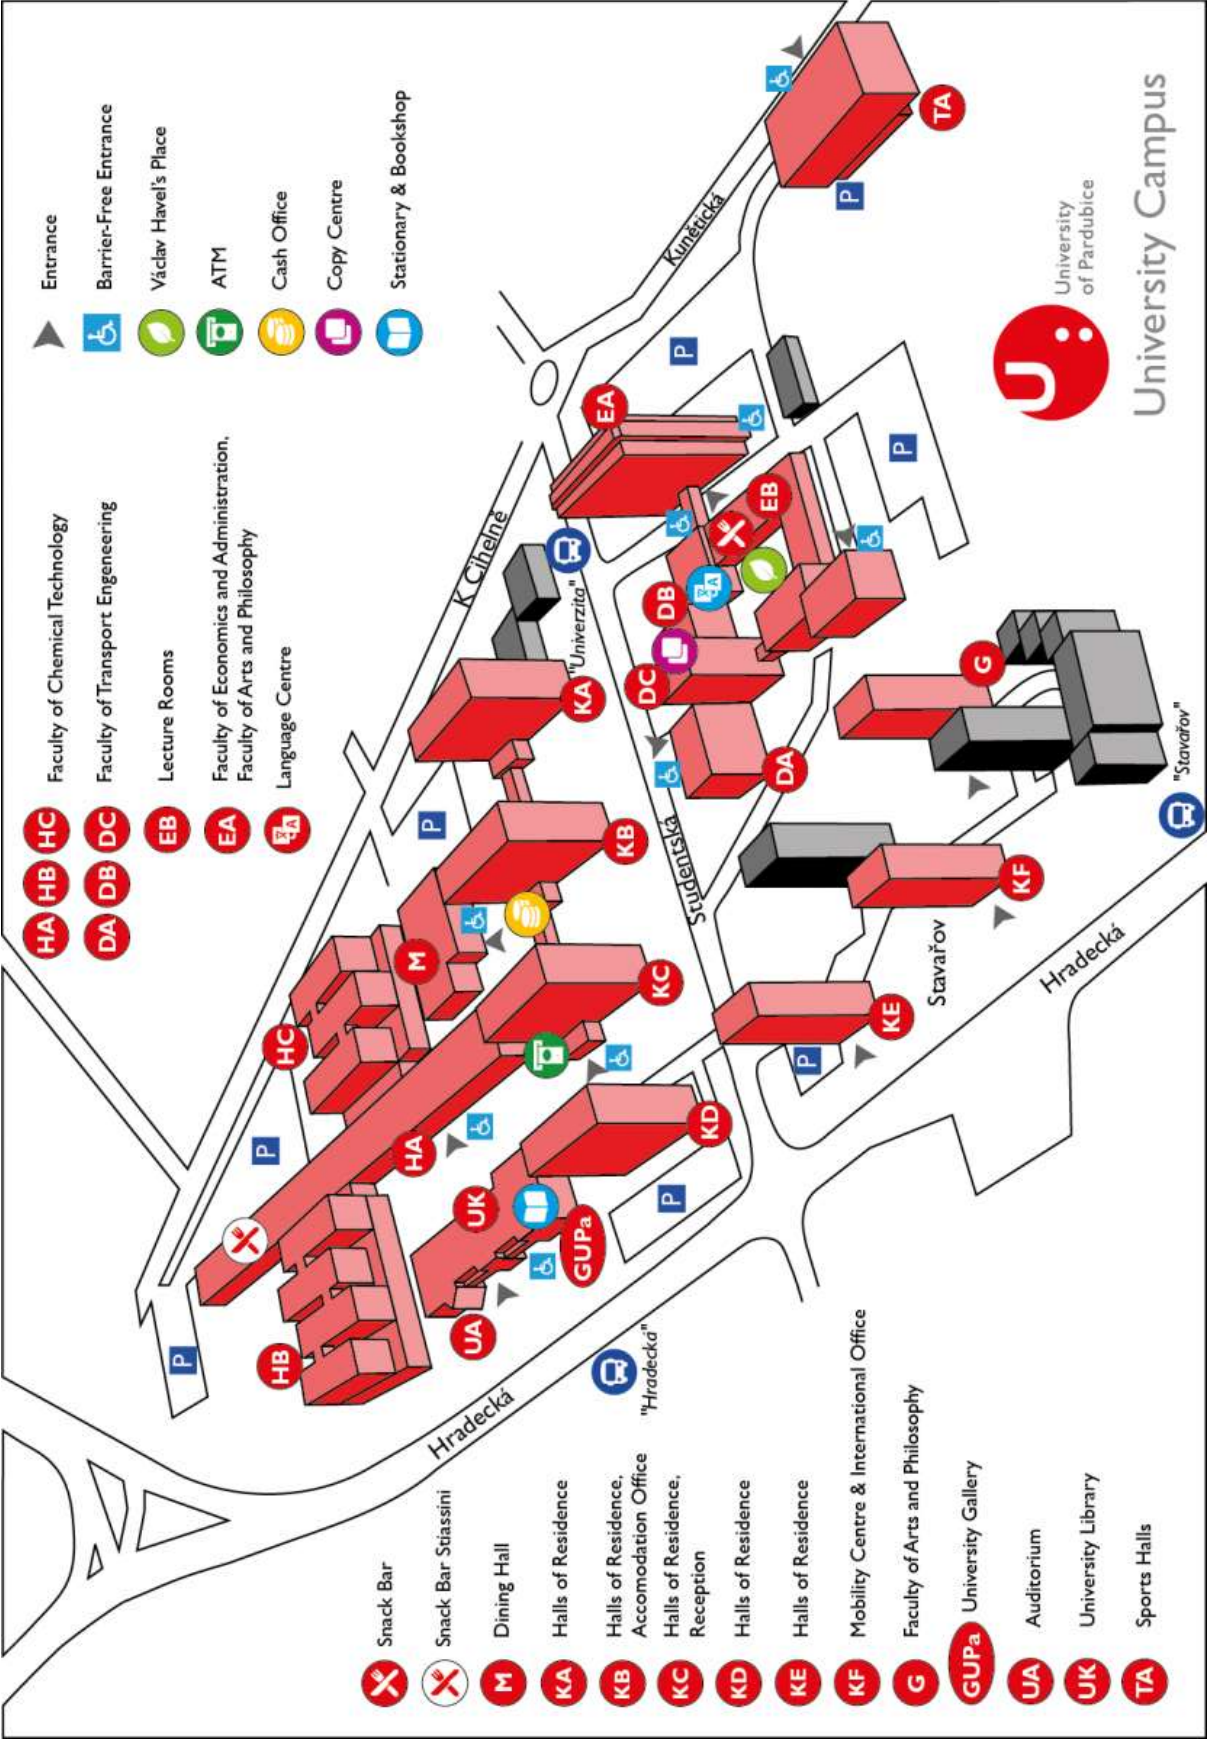 HA HB HC Faculty of Chemical Technology
DA DB DC Faculty of Transport Engeneering
EB Lecture Rooms
EA Faculty of Economics and Administration,
Faculty of Arts and Philosophy
Language Centre
Entrance
Barrier-Free Entrance
Václav Havel's Place
ATM
Cash Office
Copy Centre
Stationary & Bookshop
Snack Bar
Snack Bar Stiassini
M Dining Hall
KA Halls of Residence
KB Halls of Residence,
Accomodation Office
KC Halls of Residence,
Reception
KD Halls of Residence
KE Halls of Residence
KF Mobility Centre & International Office
G Faculty of Arts and Philosophy
GUPa University Gallery
UA Auditorium
UK University Library
TA Sports Halls
P
HB
P
HC
HA
UA
UK
GUPa
M
P
KA
KB
KC
KD
P
K Cihelně
"Univerzita"
Hradecká
"Hradecká"
Studentská
EA
P
Kunětická
P
TA
DC
DB
EB
P
DA
G
KE
P
KF
Stavařov
Hradecká
"Stavařov"
U
University
of Pardubice
University Campus